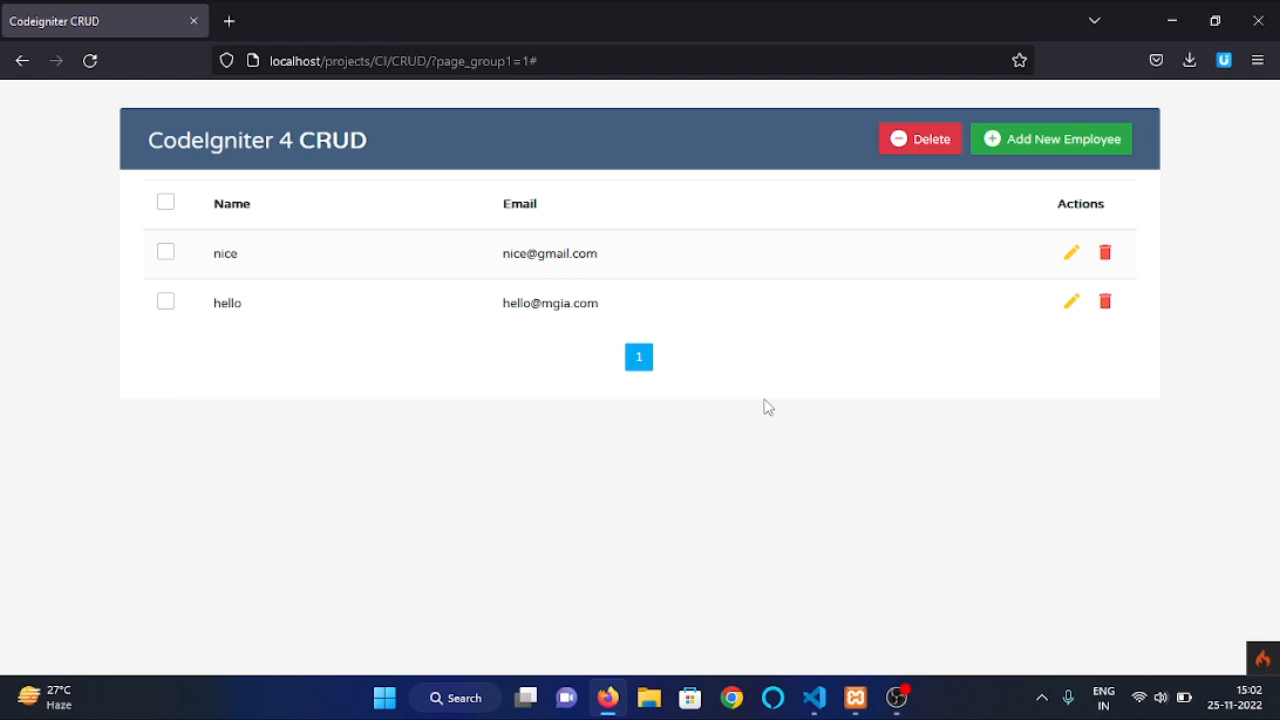 Codeigniter CRUD
localhost/projects/CI/CRUD/?page_group1=1#
CodeIgniter 4 CRUD
Delete
Add New Employee
Name Email Actions
nice nice@gmail.com
hello hello@mgia.com
1
27°C
Haze
Search
ENG
IN
15:02
25-11-2022